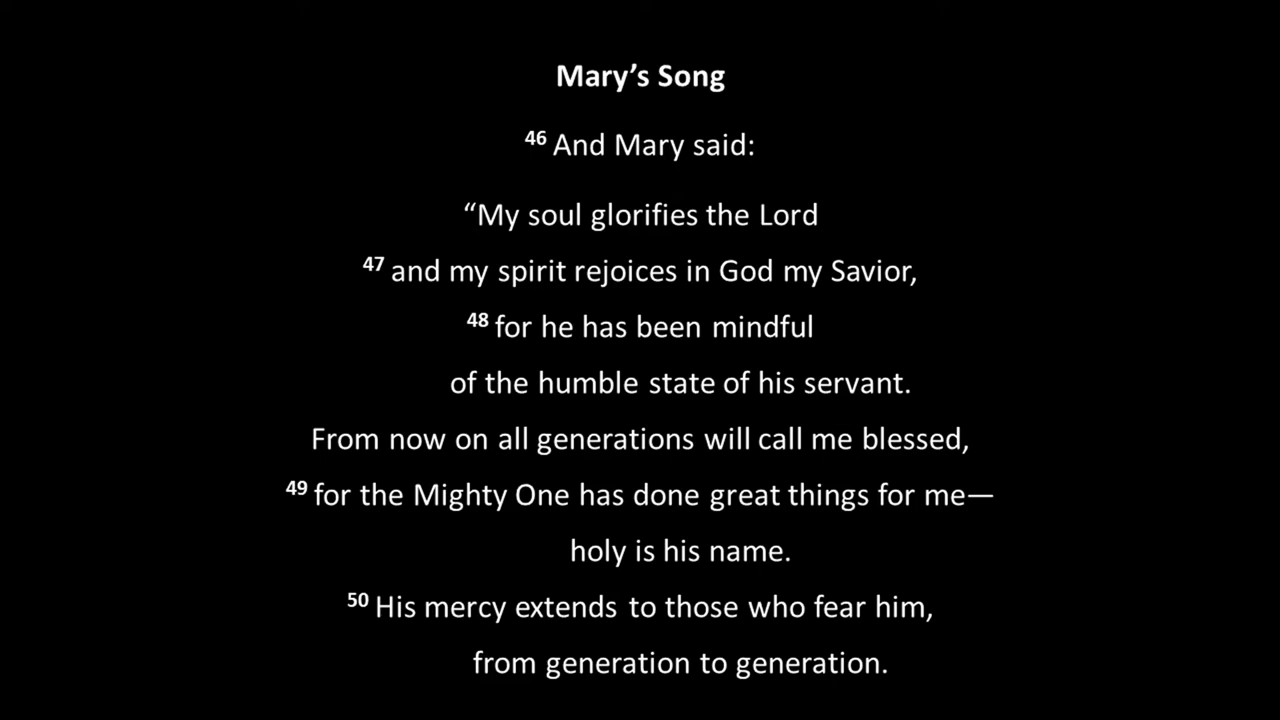 Mary’s Song
46 And Mary said:
“My soul glorifies the Lord
47 and my spirit rejoices in God my Savior,
48 for he has been mindful
of the humble state of his servant.
From now on all generations will call me blessed,
49 for the Mighty One has done great things for me—
holy is his name.
50 His mercy extends to those who fear him,
from generation to generation.